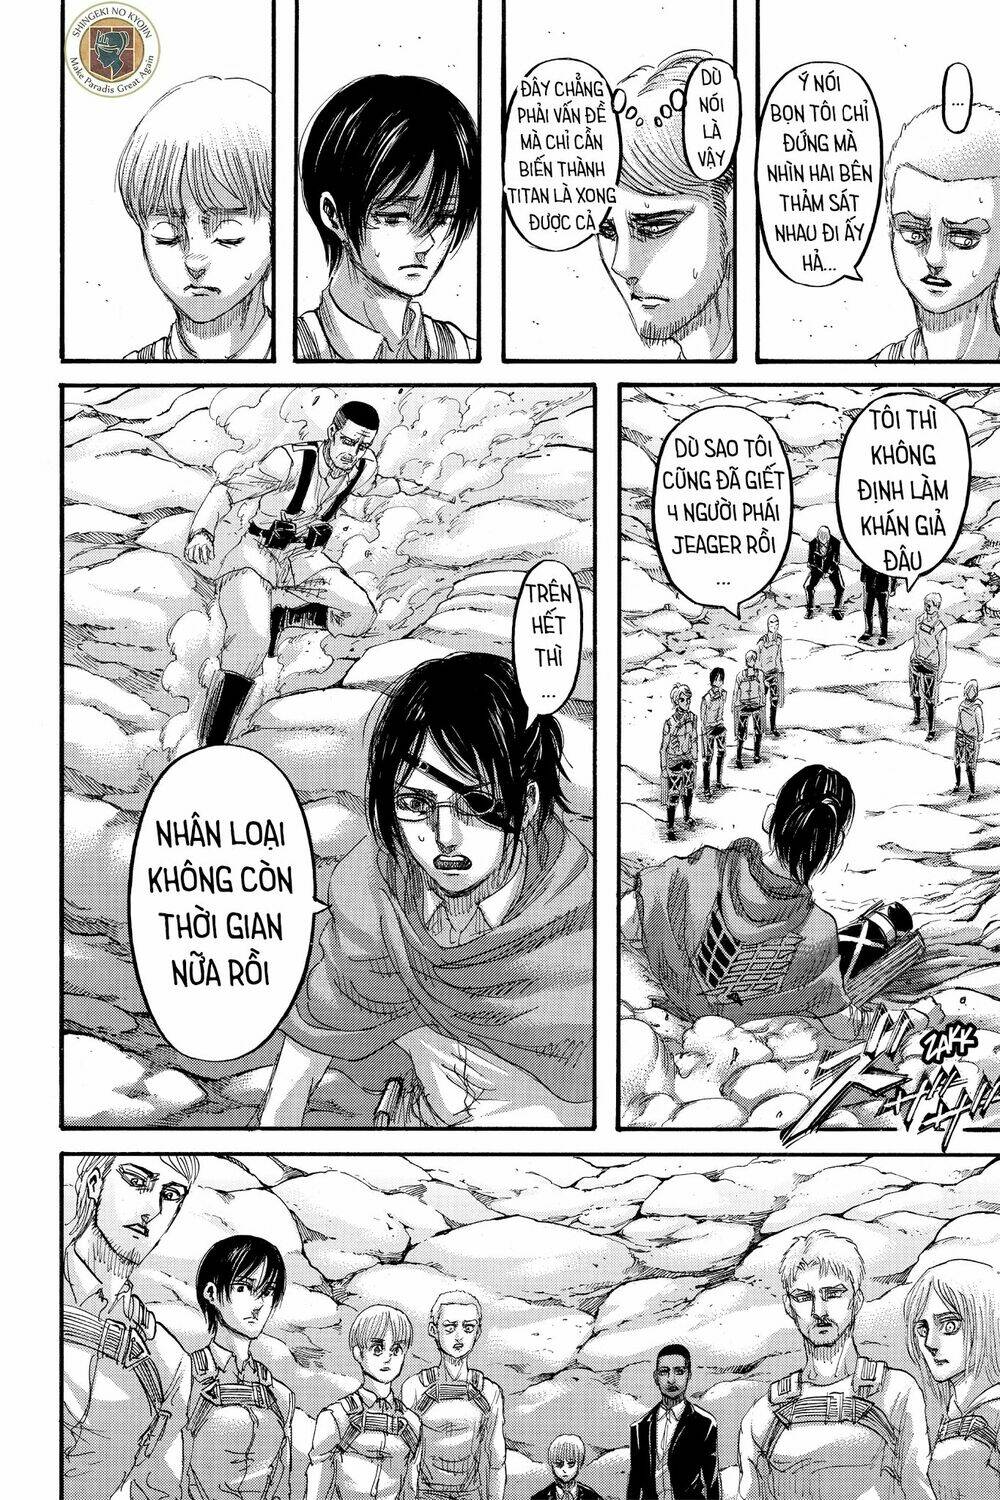 SHINGEKI NO KYOJIN
Make Paradis Great Again
...
Ý NÓI
BỌN TÔI CHỈ
ĐỨNG MÀ
NHÌN HAI BÊN
THẢM SÁT
NHAU ĐI ẤY
HẢ...
DÙ
NÓI
LÀ
VẬY
ĐÂY CHẲNG
PHẢI VẤN ĐỀ
MÀ CHỈ CẦN
BIẾN THÀNH
TITAN LÀ XONG
ĐƯỢC CẢ
TÔI THÌ
KHÔNG
ĐỊNH LÀM
KHÁN GIẢ
ĐÂU
DÙ SAO TÔI
CŨNG ĐÃ GIẾT
4 NGƯỜI PHÁI
JEAGER RỒI
...
ZAKK
TRÊN
HẾT
THÌ
...
NHÂN LOẠI
KHÔNG CÒN
THỜI GIAN
NỮA RỒI